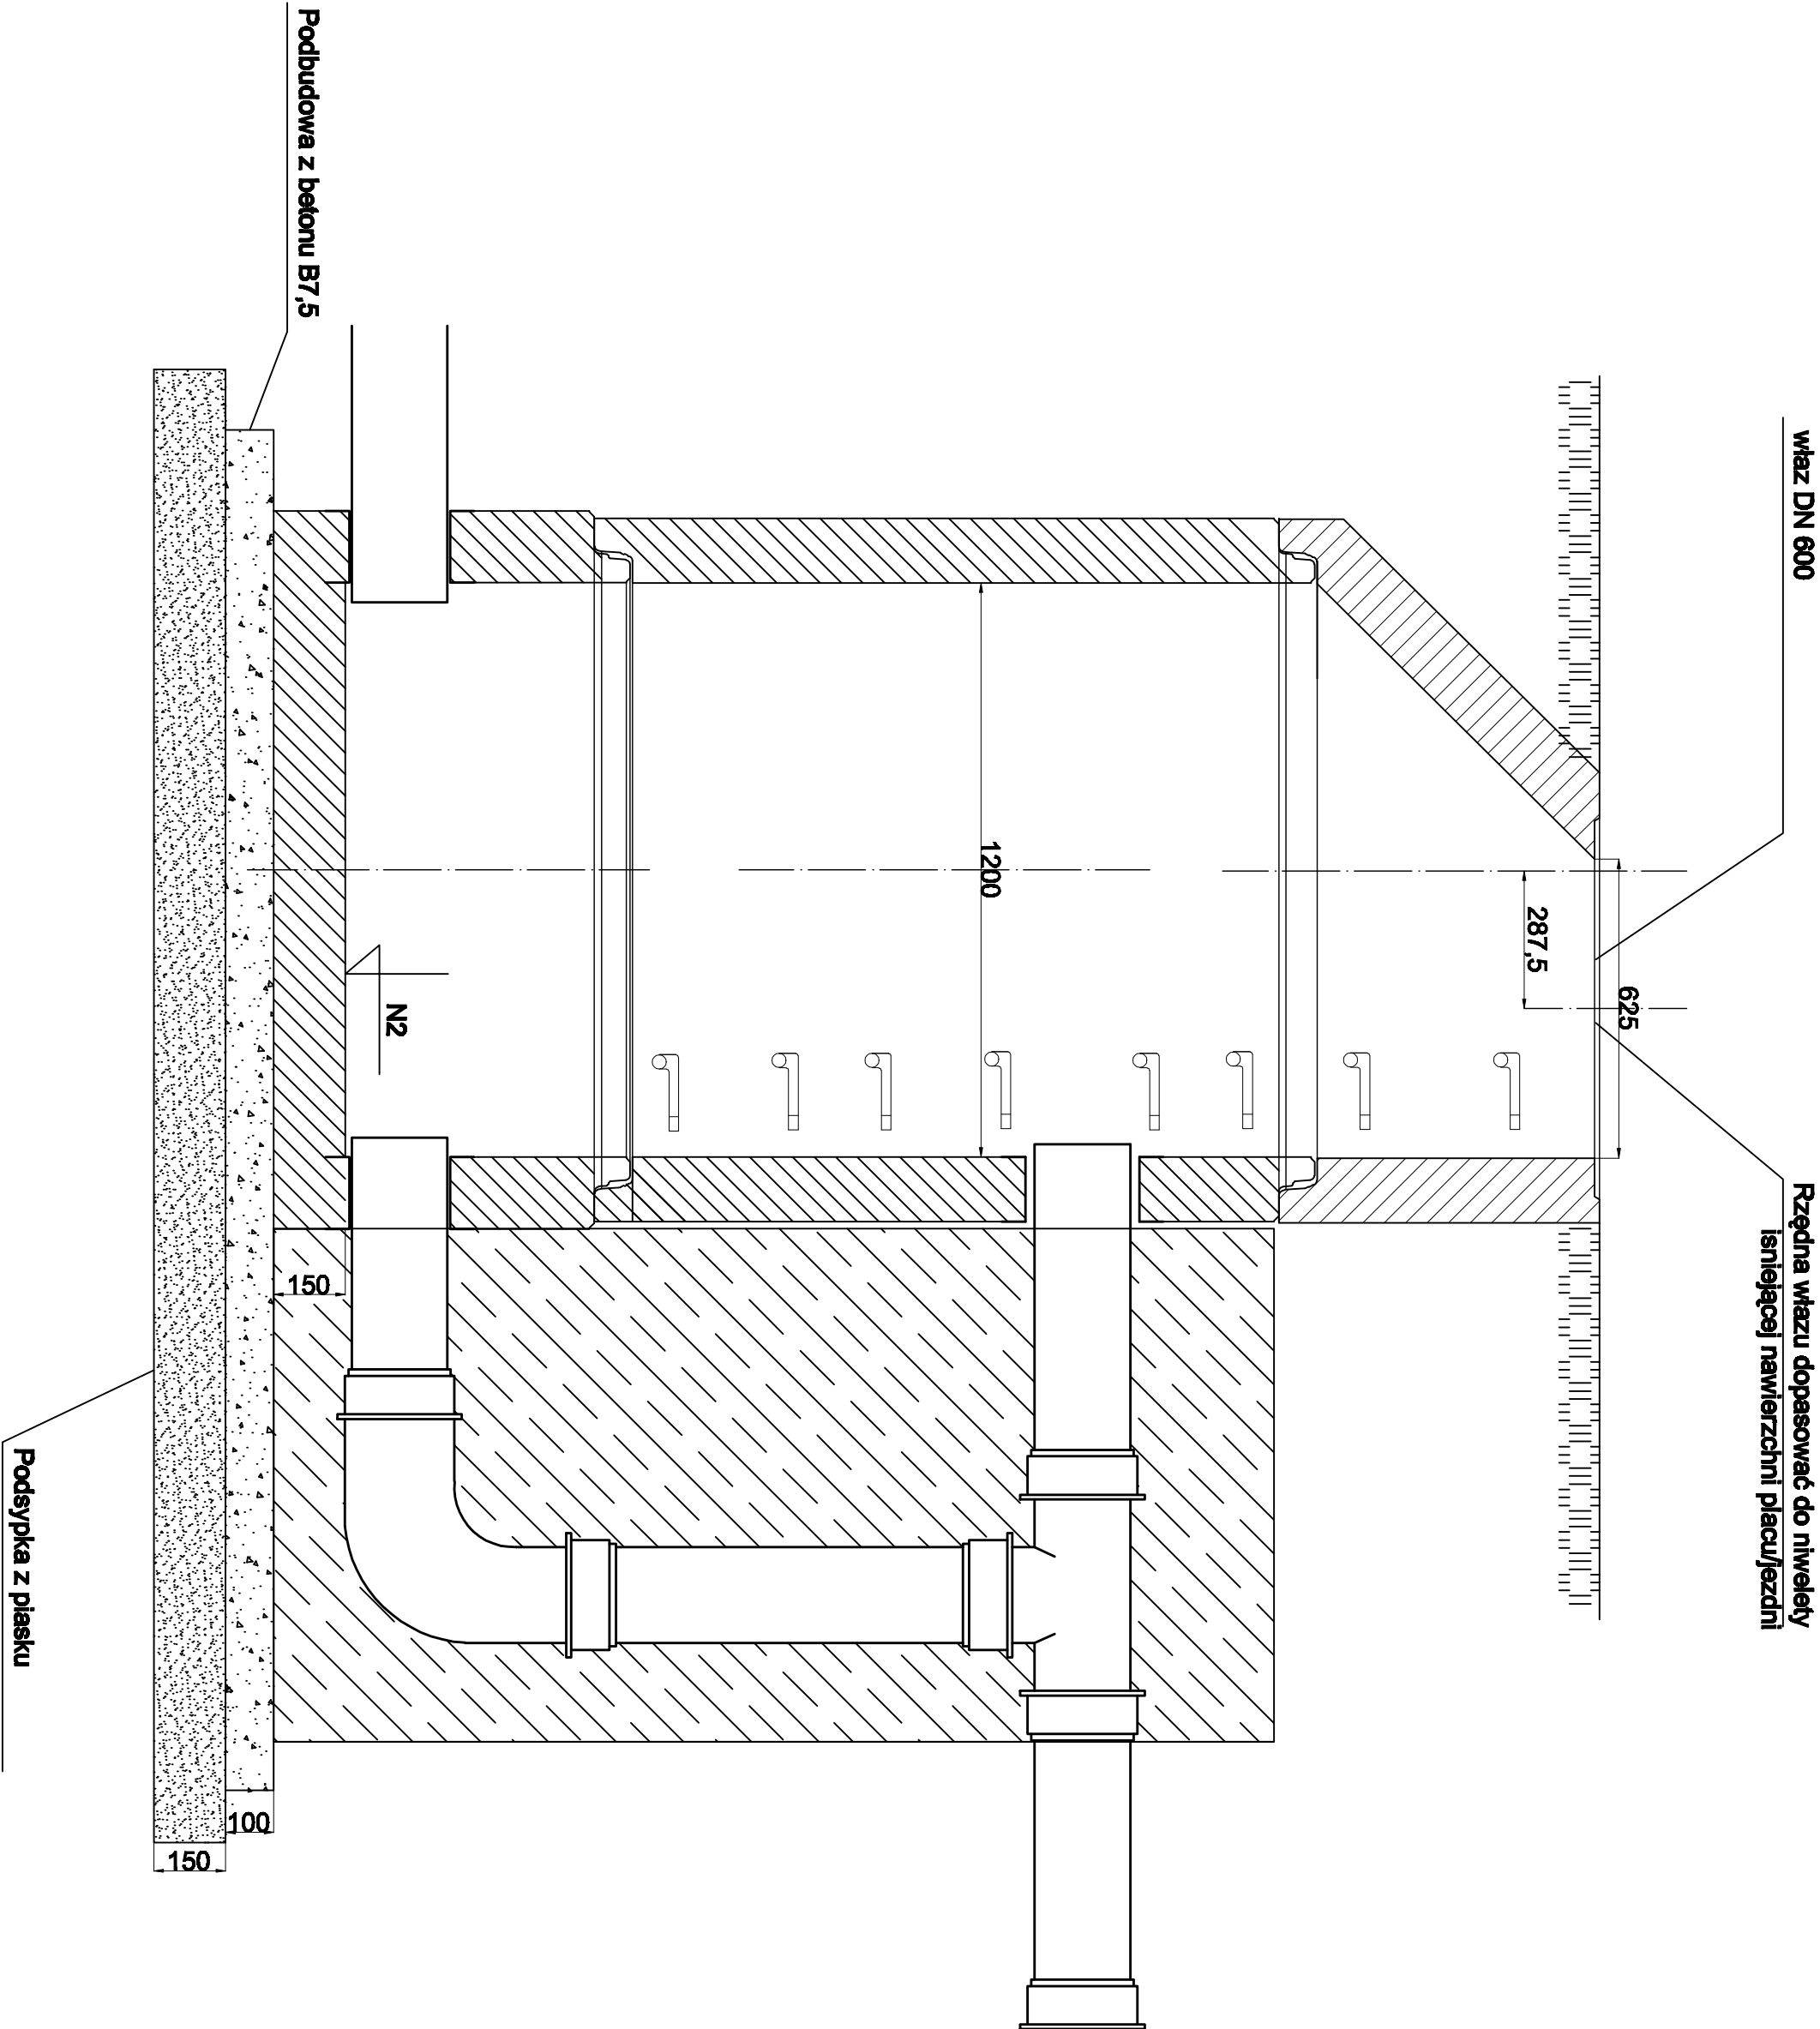 właz DN 600
Rzędna włazu dopasować do niwelety
isniejącej nawierzchni placu/jezdni
625
287,5
1200
N2
150
100
150
Podbudowa z betonu B7,5
Podsypka z piasku